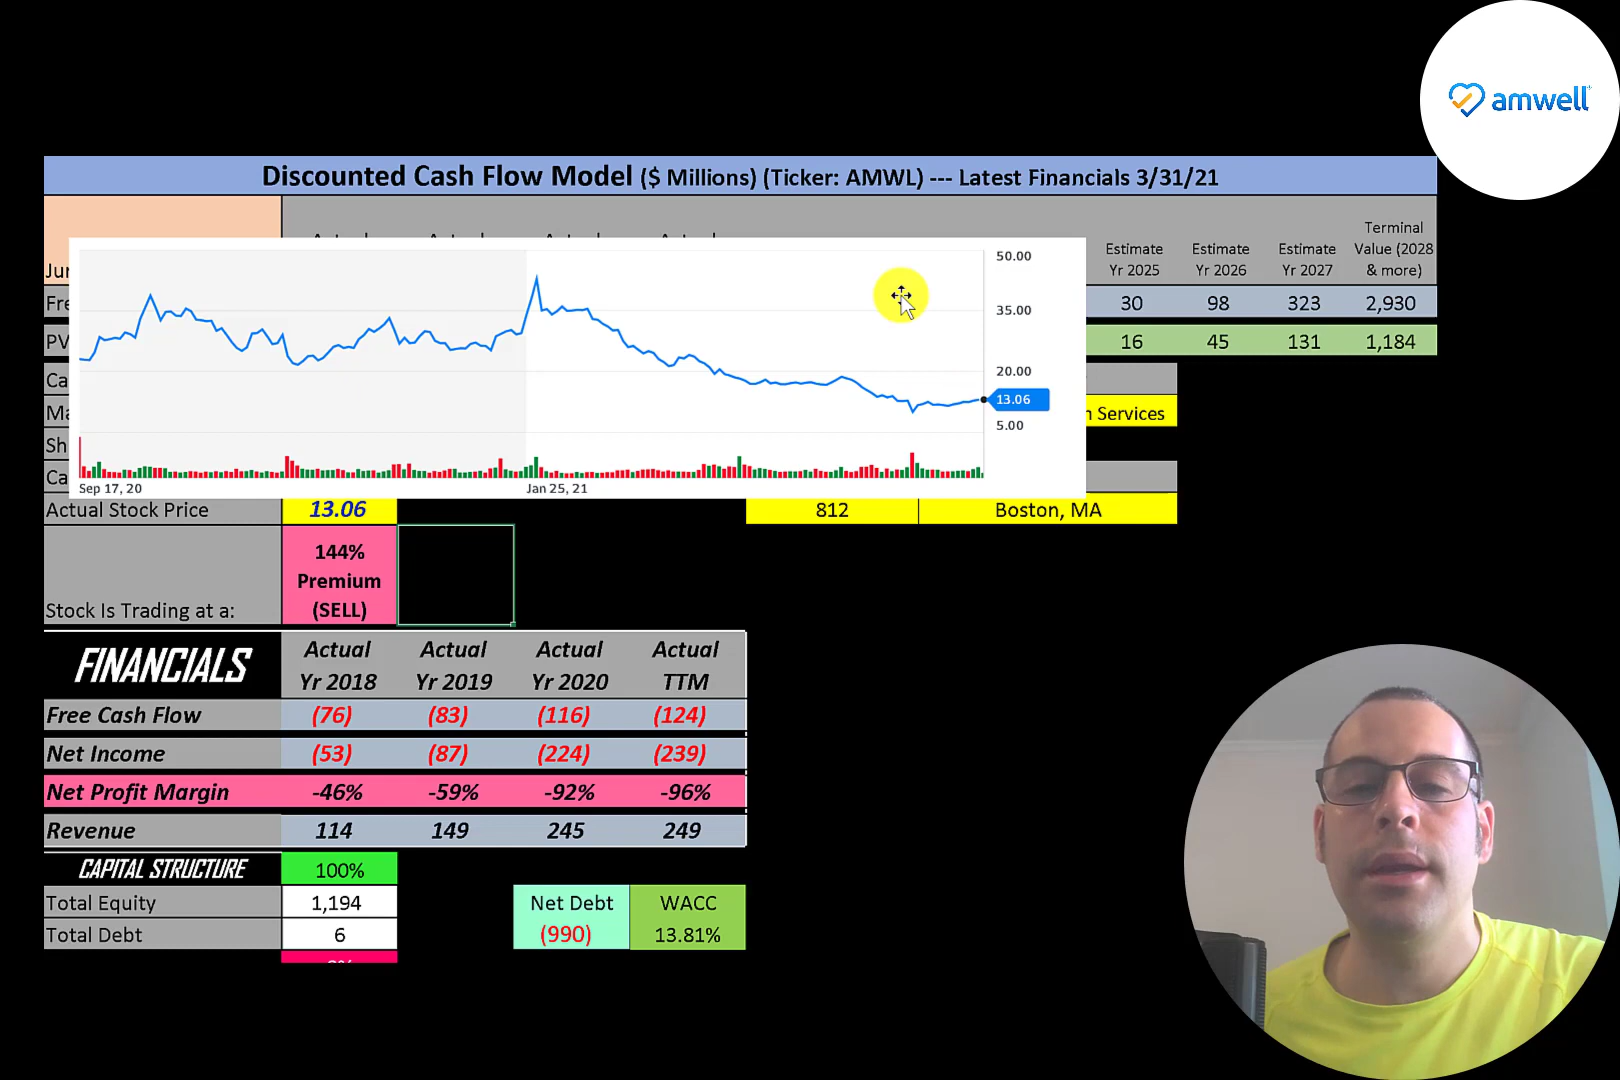 amwell
Discounted Cash Flow Model ($ Millions) (Ticker: AMWL) --- Latest Financials 3/31/21
Estimate Estimate Estimate Terminal Value (2028 & more)
Yr 2025 Yr 2026 Yr 2027
30 98 323 2,930
16 45 131 1,184
50.00
35.00
20.00
13.06
5.00
Sep 17, 20 Jan 25, 21
Services
Actual Stock Price 13.06 812 Boston, MA
Stock Is Trading at a: 144% Premium (SELL)
FINANCIALS Actual Yr 2018 Actual Yr 2019 Actual Yr 2020 Actual TTM
Free Cash Flow (76) (83) (116) (124)
Net Income (53) (87) (224) (239)
Net Profit Margin -46% -59% -92% -96%
Revenue 114 149 245 249
CAPITAL STRUCTURE 100%
Total Equity 1,194 Net Debt WACC
Total Debt 6 (990) 13.81%